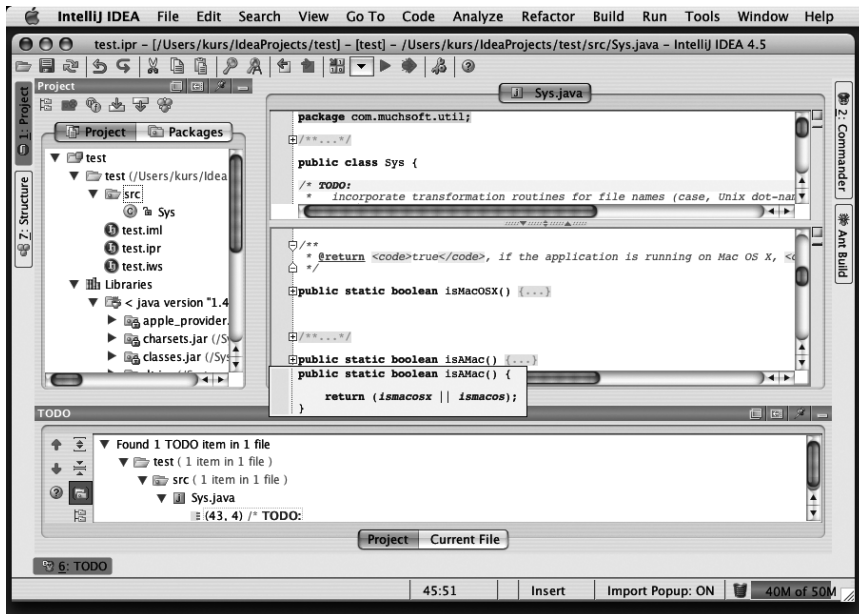 IntelliJ IDEA File Edit Search View Go To Code Analyze Refactor Build Run Tools Window Help
test.ipr – [/Users/kurs/IdeaProjects/test] – [test] – /Users/kurs/IdeaProjects/test/src/Sys.java – IntelliJ IDEA 4.5
1: Project
7: Structure
Project
Project Packages
test
test (/Users/kurs/Idea
src
Sys
test.iml
test.ipr
test.iws
Libraries
< java version "1.4
apple_provider.
charsets.jar (/S
classes.jar (/Sys
Sys.java
package com.muchsoft.util;
/**...*/
public class Sys {
/* TODO:
* incorporate transformation routines for file names (case, Unix dot-nam
/**
* @return <code>true</code>, if the application is running on Mac OS X, <c
*/
public static boolean isMacOSX() {...}
/**...*/
public static boolean isAMac() {...}
public static boolean isAMac() {
return (ismacosx || ismacos);
}
2: Commander
Ant Build
TODO
Found 1 TODO item in 1 file
test ( 1 item in 1 file )
src ( 1 item in 1 file )
Sys.java
(43, 4) /* TODO:
Project Current File
6: TODO
45:51 Insert Import Popup: ON 40M of 50M